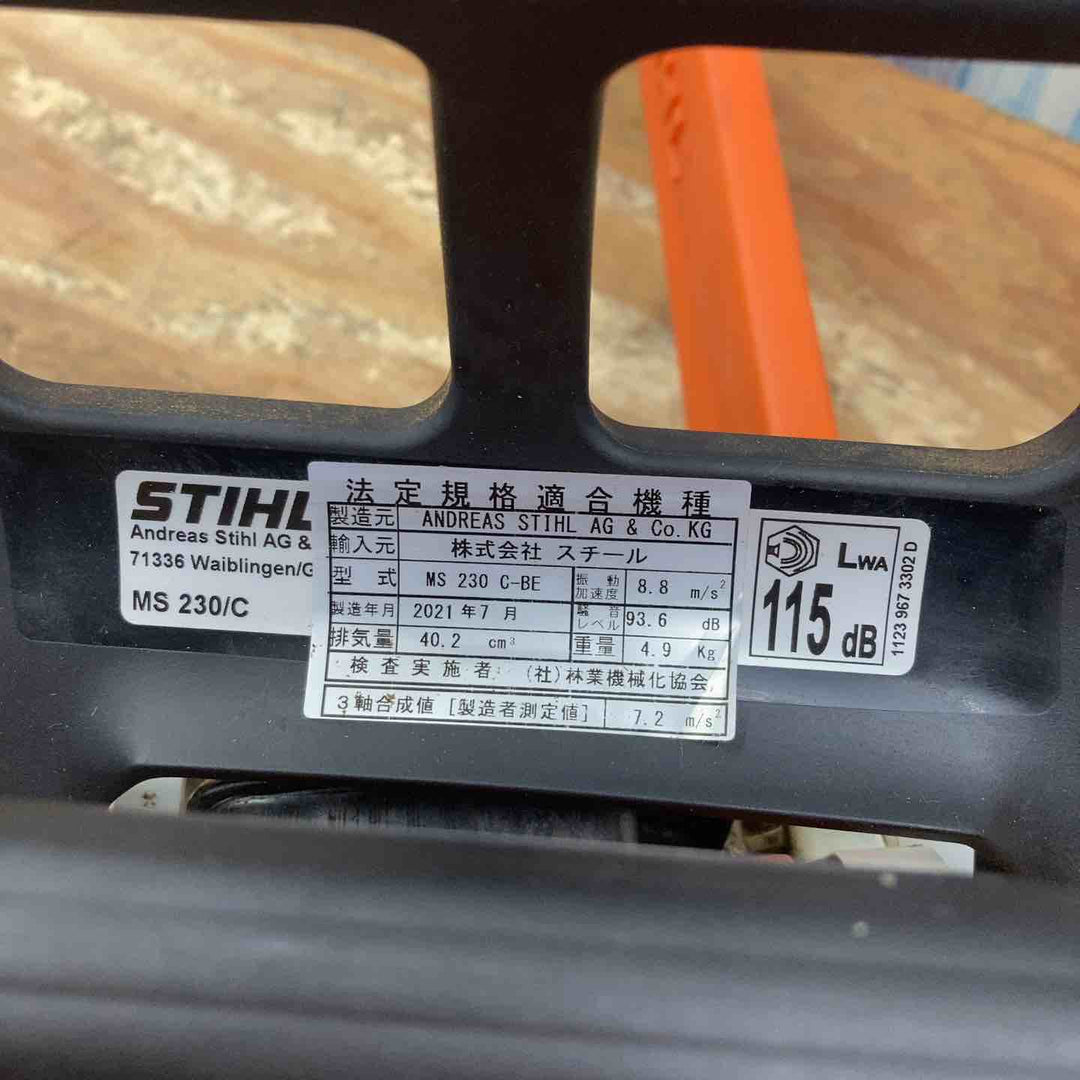 STIHL
Andreas Stihl AG &
71336 Waiblingen/G
MS 230/C
法定規格適合機種
製造元 ANDREAS STIHL AG & Co.KG
輸入元 株式会社 スチール
型式 MS 230 C-BE 振動加速度 8.8 m/s²
製造年月 2021年7月 騒音レベル 93.6 dB
排気量 40.2 cm³ 重量 4.9 Kg
検査実施者:(社)林業機械化協会
3軸合成値 [製造者測定値] 7.2 m/s²
LWA
115 dB
1123 967 3302 D